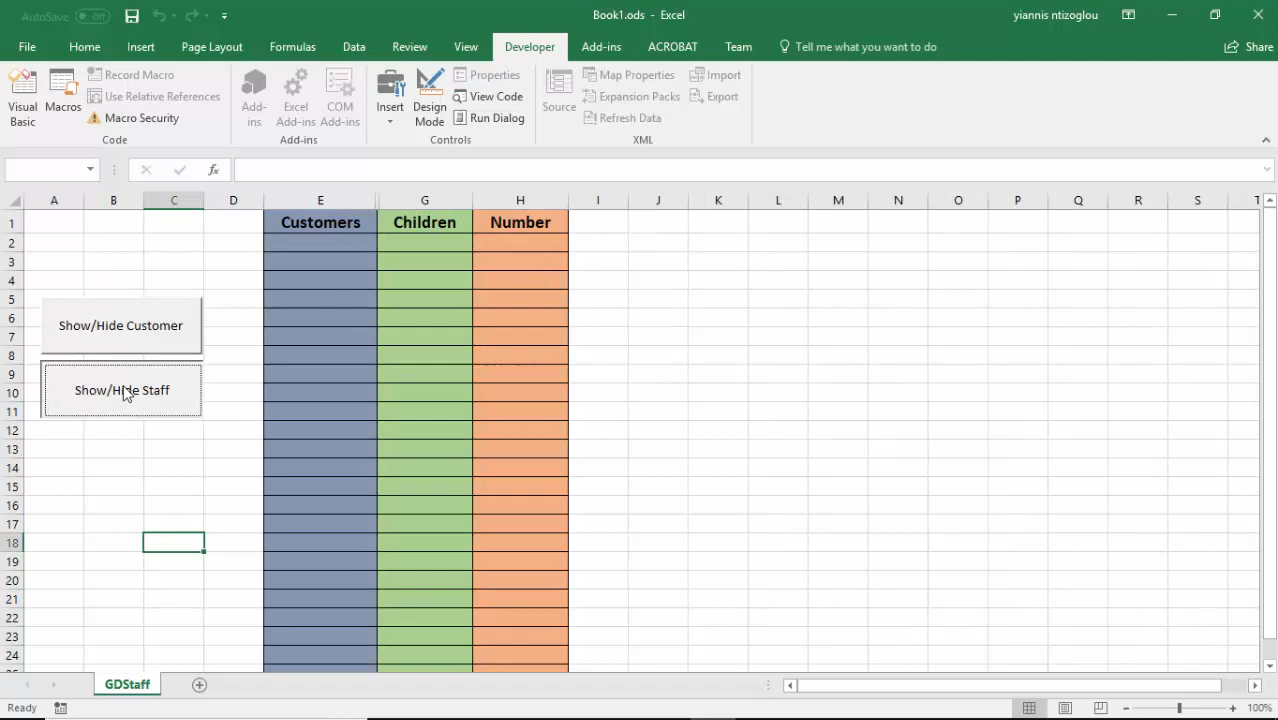 AutoSave Off Book1.ods - Excel yiannis ntizoglou
File Home Insert Page Layout Formulas Data Review View Developer Add-ins ACROBAT Team Tell me what you want to do Share
Visual Basic
Macros
Record Macro
Use Relative References
Macro Security
Code
Add-ins
Excel Add-ins
COM Add-ins
Add-ins
Insert
Design Mode
Properties
View Code
Run Dialog
Controls
Source
Map Properties
Expansion Packs
Refresh Data
Import
Export
XML
fx
A B C D E G H I J K L M N O P Q R S T
1 Customers Children Number
2
3
4
5
6
Show/Hide Customer
7
8
9
10
Show/Hide Staff
11
12
13
14
15
16
17
18
19
20
21
22
23
24
GDStaff
Ready 100%